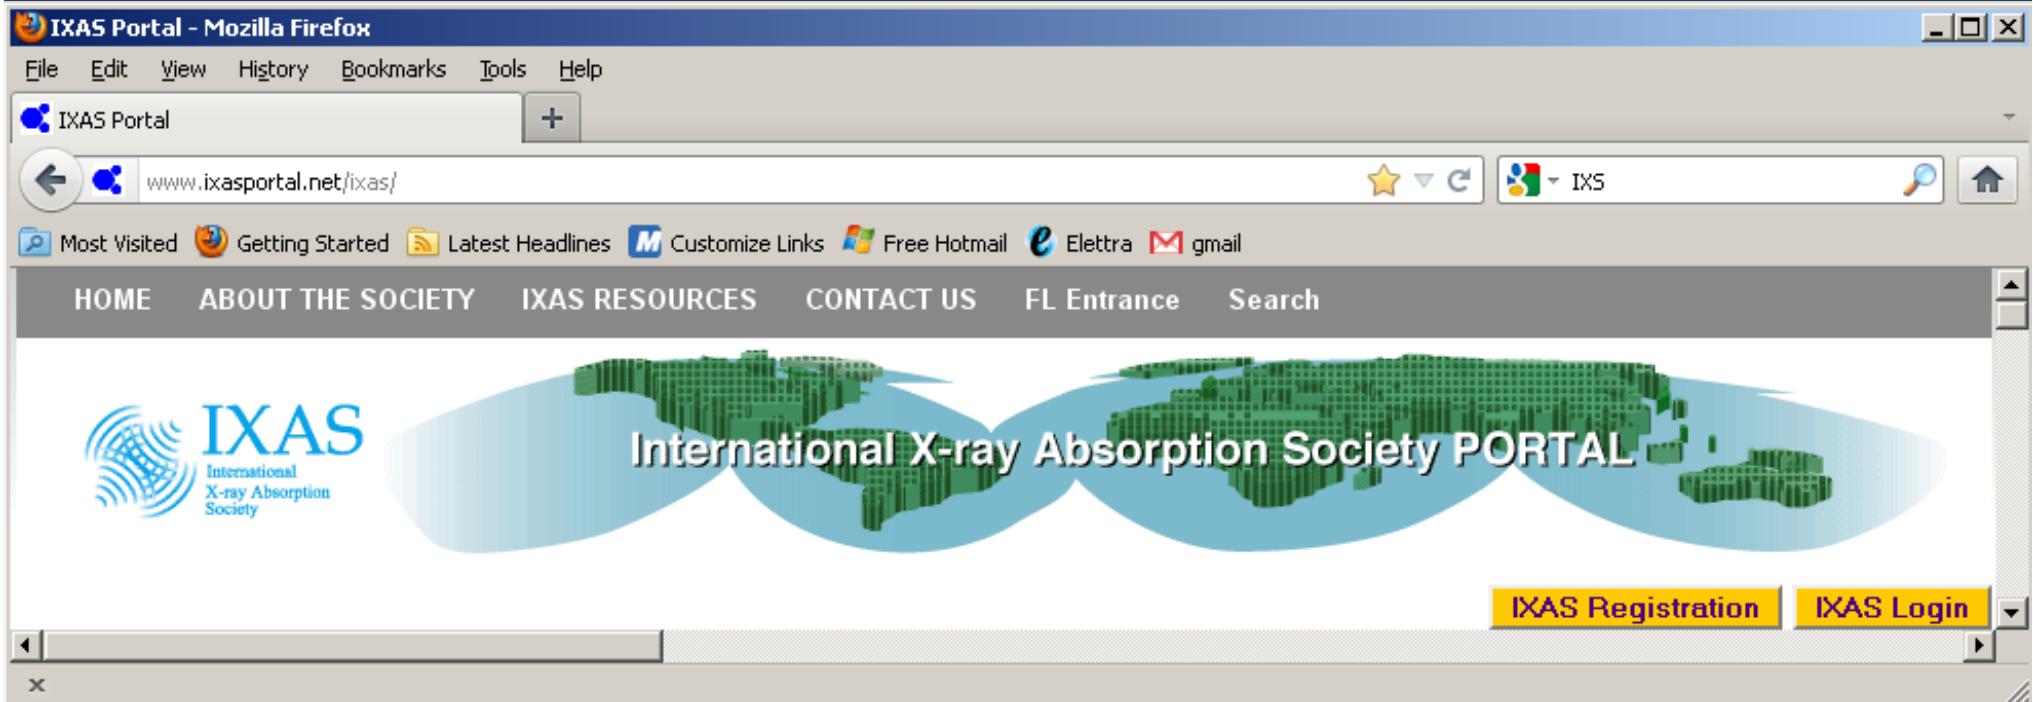 IXAS Portal - Mozilla Firefox
File Edit View History Bookmarks Tools Help
IXAS Portal +
www.ixasportal.net/ixas/ IXS
Most Visited Getting Started Latest Headlines Customize Links Free Hotmail Elettra gmail
HOME ABOUT THE SOCIETY IXAS RESOURCES CONTACT US FL Entrance Search
IXAS
International
X-ray Absorption
Society
International X-ray Absorption Society PORTAL
IXAS Registration IXAS Login
x